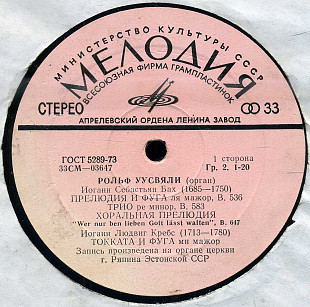 МИНИСТЕРСТВО КУЛЬТУРЫ СССР
МЕЛОДИЯ
ВСЕСОЮЗНАЯ ФИРМА ГРАМПЛАСТИНОК
СТЕРЕО
33
АПРЕЛЕВСКИЙ ОРДЕНА ЛЕНИНА ЗАВОД
ГОСТ 5289-73
1 сторона
33СМ—03647
Гр. 2, 1-20
РОЛЬФ УУСВЯЛИ (орган)
Иоганн Себастьян Бах (1685—1750)
ПРЕЛЮДИЯ И ФУГА ля мажор, В. 536
ТРИО ре минор, В. 583
ХОРАЛЬНАЯ ПРЕЛЮДИЯ
"Wer nur ben lieben Gott lässt walten", В. 647
Иоганн Людвиг Кребс (1713—1780)
ТОККАТА И ФУГА ми мажор
Запись произведена на органе церкви
г. Ряпина Эстонской ССР